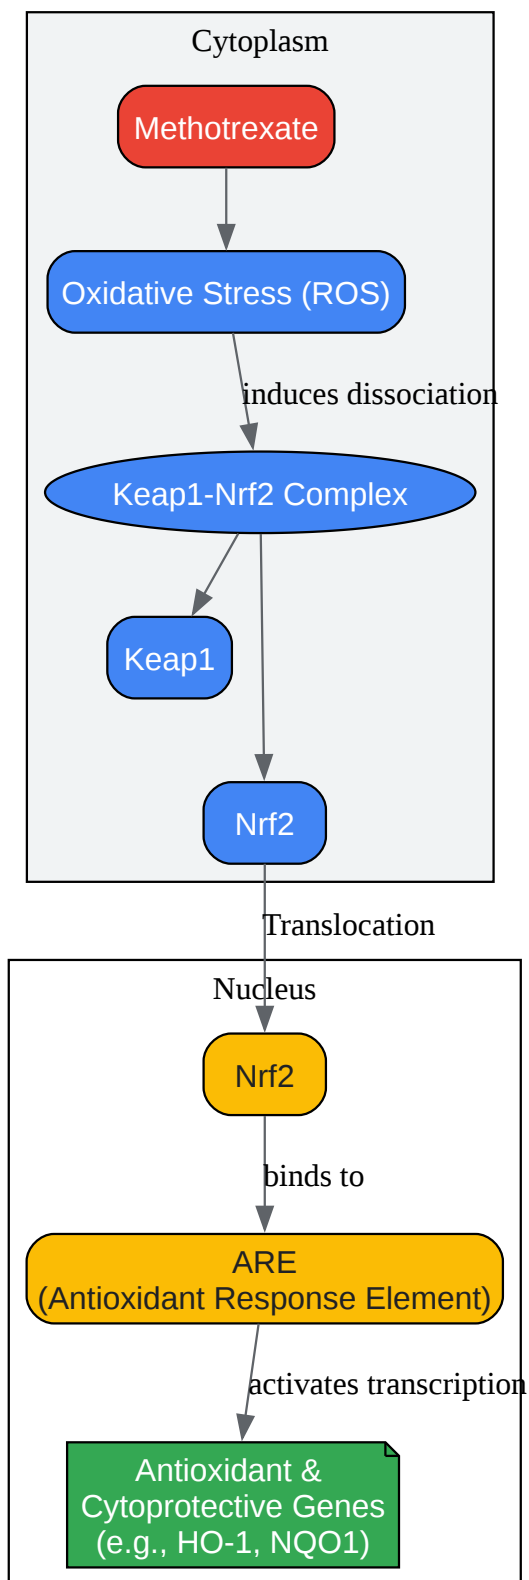 Cytoplasm
Methotrexate
Oxidative Stress (ROS)
induces dissociation
Keap1-Nrf2 Complex
Keap1
Nrf2
Translocation
Nucleus
Nrf2
binds to
ARE
(Antioxidant Response Element)
activates transcription
Antioxidant &
Cytoprotective Genes
(e.g., HO-1, NQO1)